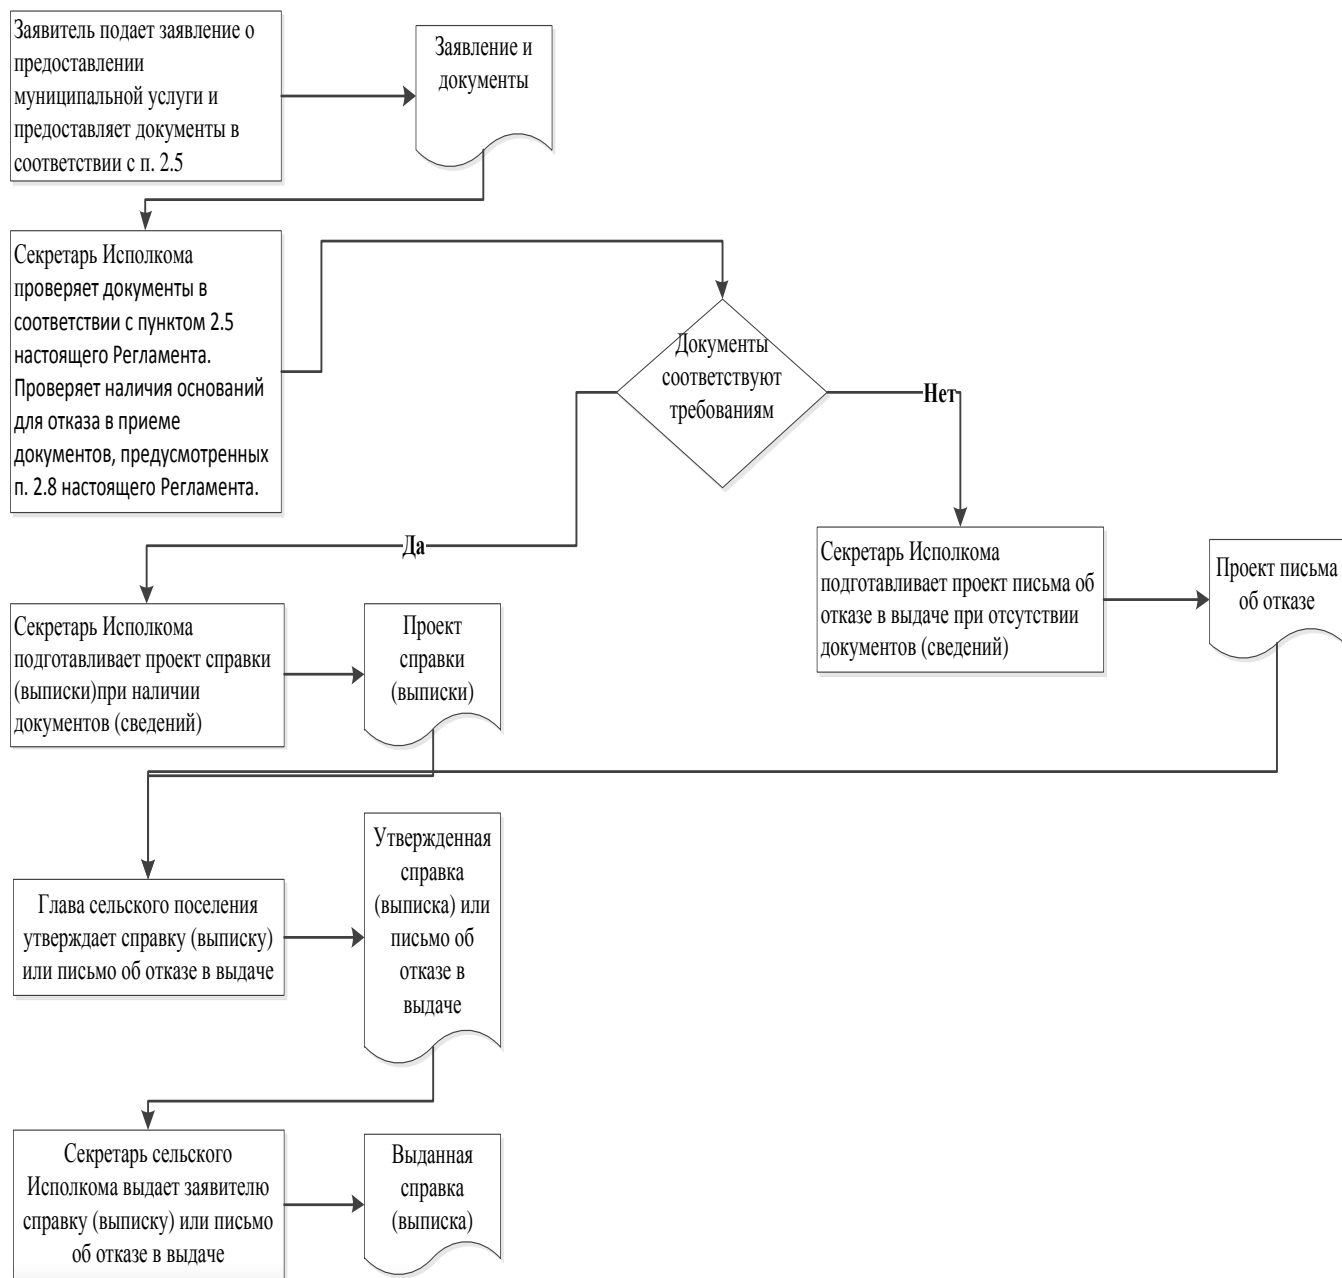 Заявитель подает заявление о
предоставлении
муниципальной услуги и
предоставляет документы в
соответствии с п. 2.5
Заявление и
документы
Секретарь Исполкома
проверяет документы в
соответствии с пунктом 2.5
настоящего Регламента.
Проверяет наличия оснований
для отказа в приеме
документов, предусмотренных
п. 2.8 настоящего Регламента.
Документы
соответствуют
требованиям
Нет
Да
Секретарь Исполкома
подготавливает проект письма об
отказе в выдаче при отсутствии
документов (сведений)
Проект письма
об отказе
Секретарь Исполкома
подготавливает проект справки
(выписки)при наличии
документов (сведений)
Проект
справки
(выписки)
Глава сельского поселения
утверждает справку (выписку)
или письмо об отказе в выдаче
Утвержденная
справка
(выписка) или
письмо об
отказе в
выдаче
Секретарь сельского
Исполкома выдает заявителю
справку (выписку) или письмо
об отказе в выдаче
Выданная
справка
(выписка)